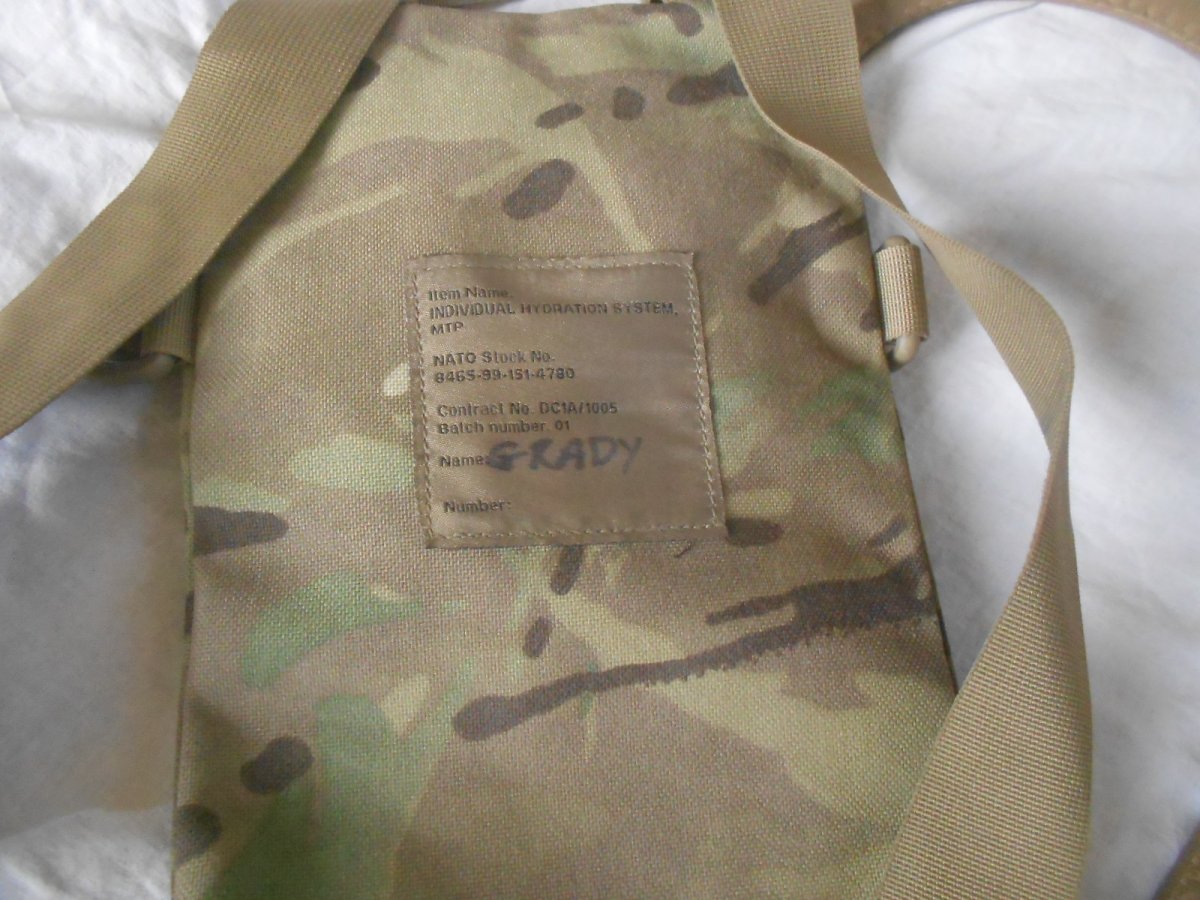 Item Name.
INDIVIDUAL HYDRATION SYSTEM,
MTP
NATO Stock No.
8465-99-151-4780
Contract No. DC1A/1005
Batch number. 01
Name: GRADY
Number: